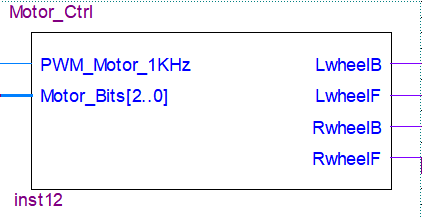 Motor_Ctrl
PWM_Motor_1KHz LwheelB
Motor_Bits[2..0] LwheelF
RwheelB
RwheelF
inst12